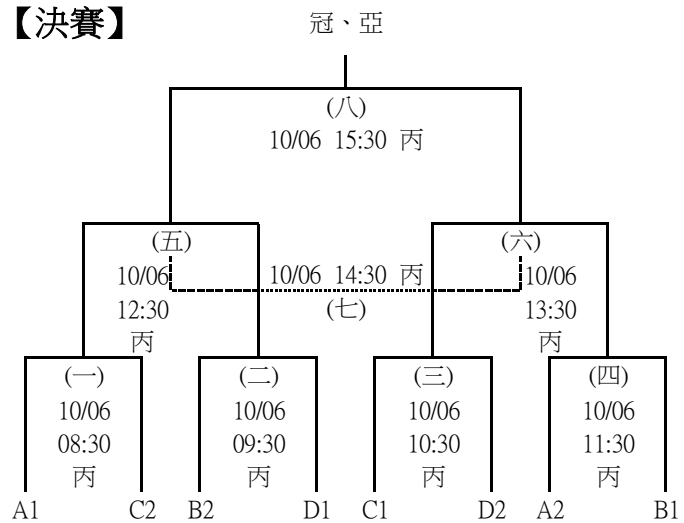 【決賽】
冠、亞
(八)
10/06 15:30 丙
(五)
(六)
10/06
10/06 14:30 丙
10/06
12:30
(七)
13:30
丙
丙
(一)
(二)
(三)
(四)
10/06
10/06
10/06
10/06
08:30
09:30
10:30
11:30
丙
丙
丙
丙
A1
C2
B2
D1
C1
D2
A2
B1